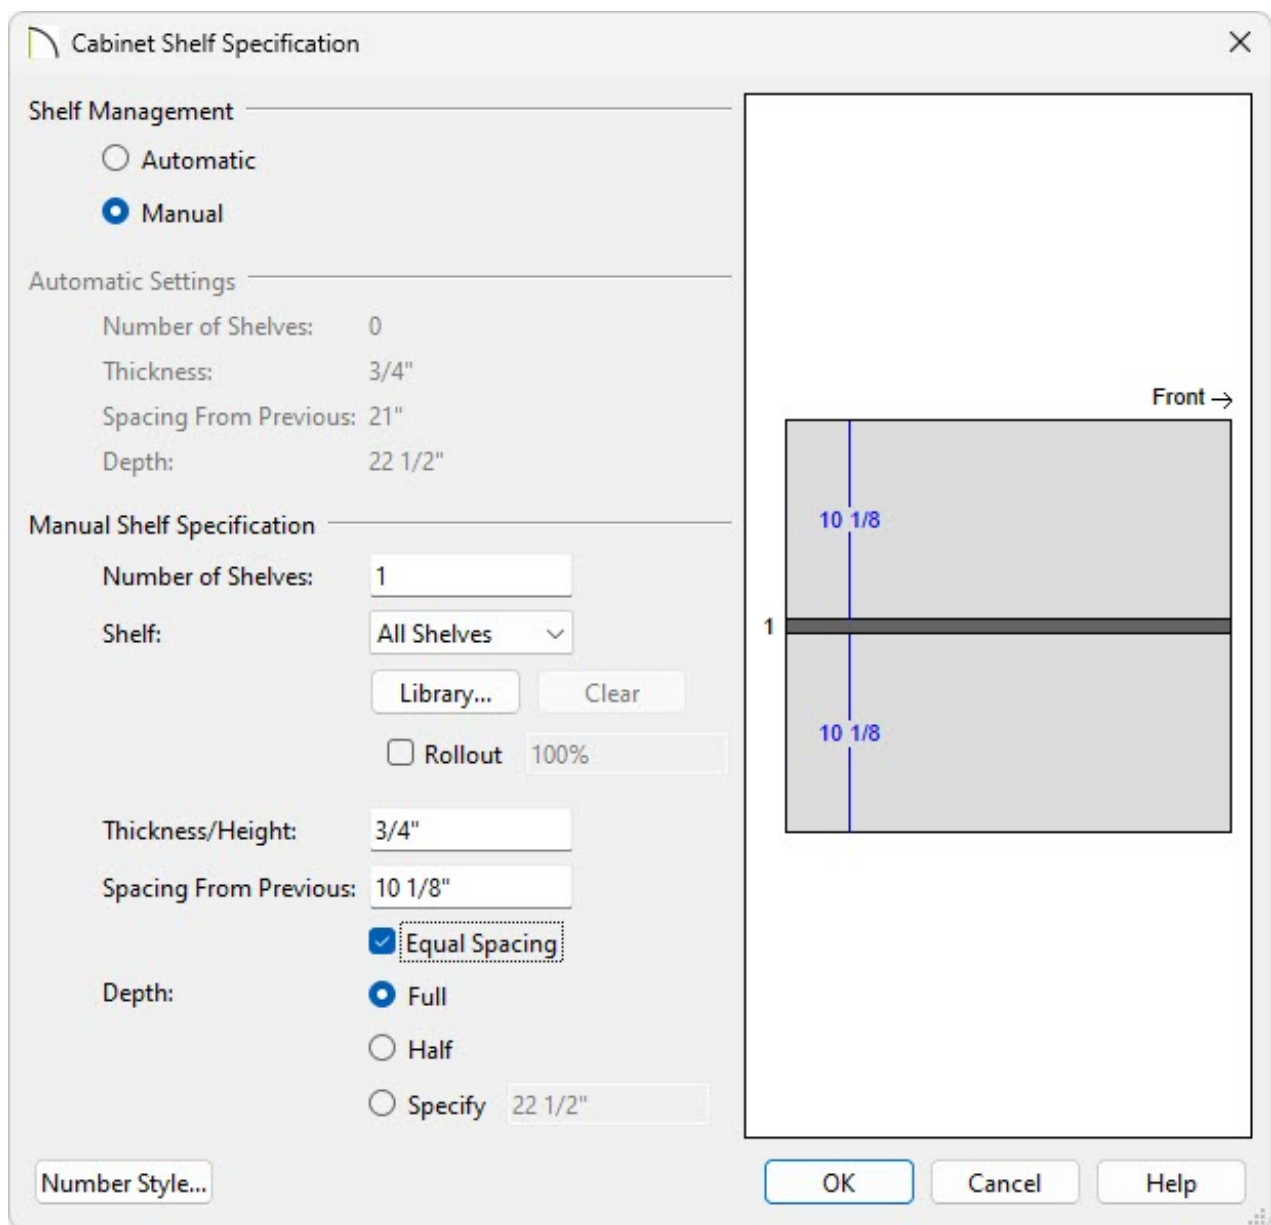 Cabinet Shelf Specification
Shelf Management
Automatic
Manual
Automatic Settings
Number of Shelves: 0
Thickness: 3/4"
Spacing From Previous: 21"
Depth: 22 1/2"
Manual Shelf Specification
Number of Shelves: 1
Shelf: All Shelves
Library... Clear
Rollout 100%
Thickness/Height: 3/4"
Spacing From Previous: 10 1/8"
Equal Spacing
Depth: Full
Half
Specify 22 1/2"
Front →
10 1/8
1
10 1/8
Number Style... OK Cancel Help